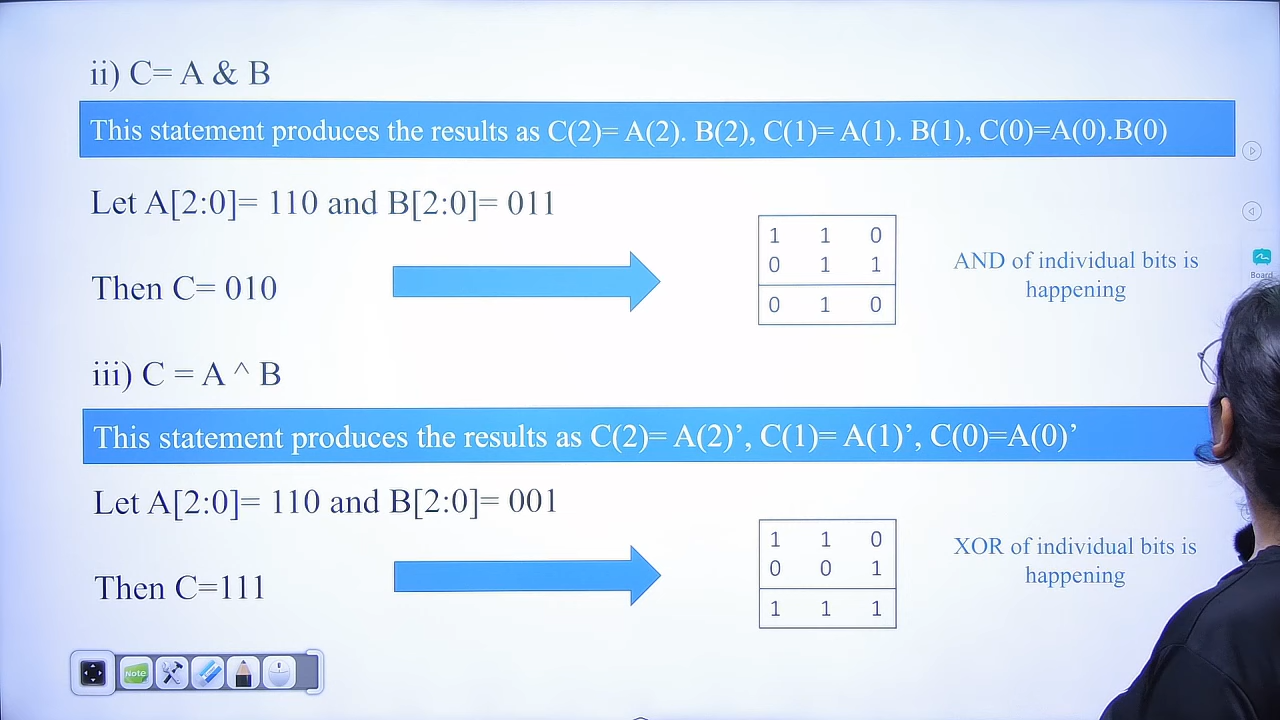 ii) C= A & B
This statement produces the results as C(2)= A(2). B(2), C(1)= A(1). B(1), C(0)=A(0).B(0)
Let A[2:0]= 110 and B[2:0]= 011
Then C= 010
1 1 0
0 1 1
0 1 0
AND of individual bits is
happening
Board
iii) C = A ^ B
This statement produces the results as C(2)= A(2)’, C(1)= A(1)’, C(0)=A(0)’
Let A[2:0]= 110 and B[2:0]= 001
Then C=111
1 1 0
0 0 1
1 1 1
XOR of individual bits is
happening
Note